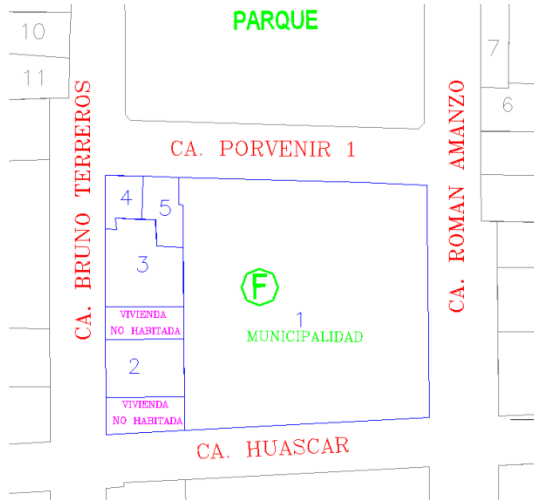 PARQUE
10
11
7
6
CA. PORVENIR 1
CA. BRUNO TERREROS
CA. ROMAN AMANZO
4
5
3
F
1
MUNICIPALIDAD
VIVIENDA
NO HABITADA
2
VIVIENDA
NO HABITADA
CA. HUASCAR